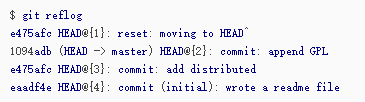 $ git reflog
e475afc HEAD@{1}: reset: moving to HEAD^
1094adb (HEAD -> master) HEAD@{2}: commit: append GPL
e475afc HEAD@{3}: commit: add distributed
eaadf4e HEAD@{4}: commit (initial): wrote a readme file